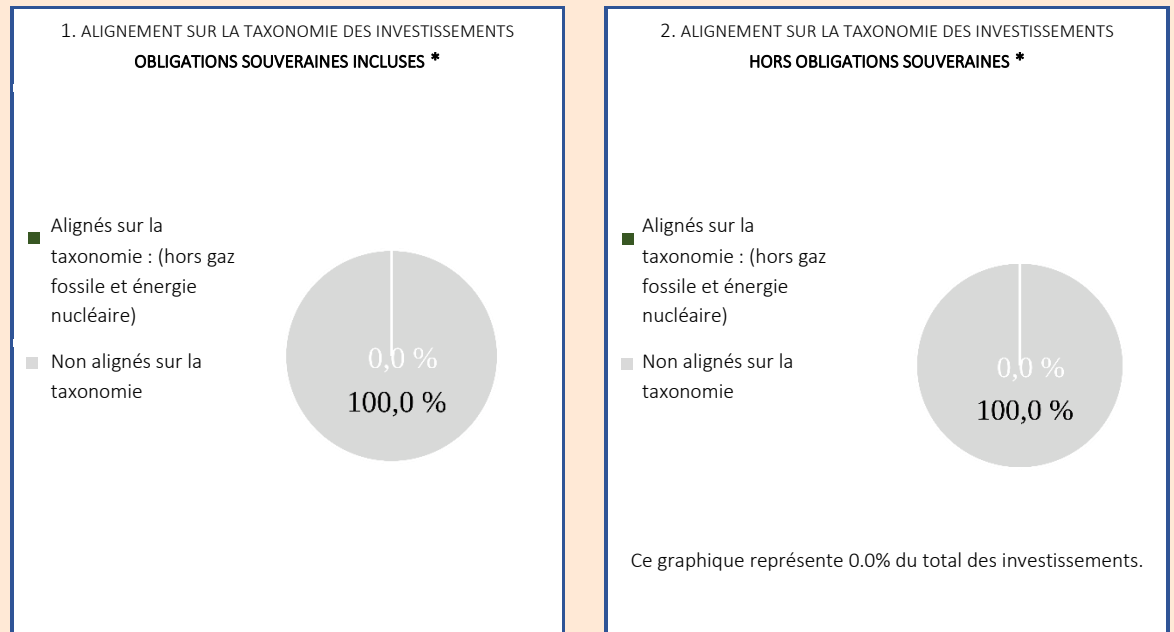 1. ALIGNEMENT SUR LA TAXONOMIE DES INVESTISSEMENTS
OBLIGATIONS SOUVERAINES INCLUSES *
Alignés sur la
taxonomie : (hors gaz
fossile et énergie
nucléaire)
Non alignés sur la
taxonomie
0,0 %
100,0 %
2. ALIGNEMENT SUR LA TAXONOMIE DES INVESTISSEMENTS
HORS OBLIGATIONS SOUVERAINES *
Alignés sur la
taxonomie : (hors gaz
fossile et énergie
nucléaire)
Non alignés sur la
taxonomie
0,0 %
100,0 %
Ce graphique représente 0.0% du total des investissements.